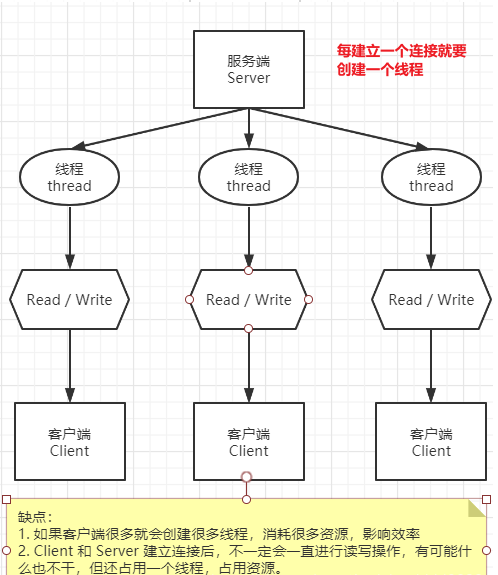 服务端
Server
每建立一个连接就要
创建一个线程
线程
thread
线程
thread
线程
thread
Read / Write
Read / Write
Read / Write
客户端
Client
客户端
Client
客户端
Client
缺点：
1. 如果客户端很多就会创建很多线程，消耗很多资源，影响效率
2. Client 和 Server 建立连接后，不一定会一直进行读写操作，有可能什
么也不干，但还占用一个线程，占用资源。